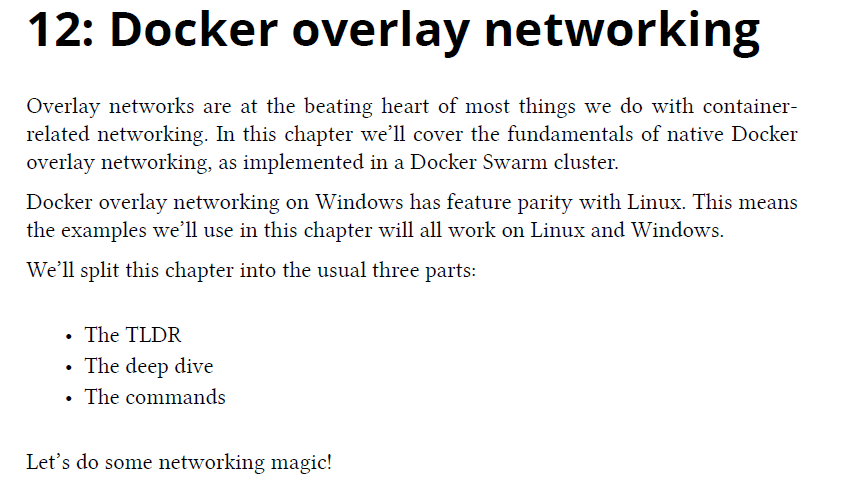 12: Docker overlay networking
Overlay networks are at the beating heart of most things we do with container-
related networking. In this chapter we’ll cover the fundamentals of native Docker
overlay networking, as implemented in a Docker Swarm cluster.
Docker overlay networking on Windows has feature parity with Linux. This means
the examples we’ll use in this chapter will all work on Linux and Windows.
We’ll split this chapter into the usual three parts:
• The TLDR
• The deep dive
• The commands
Let’s do some networking magic!